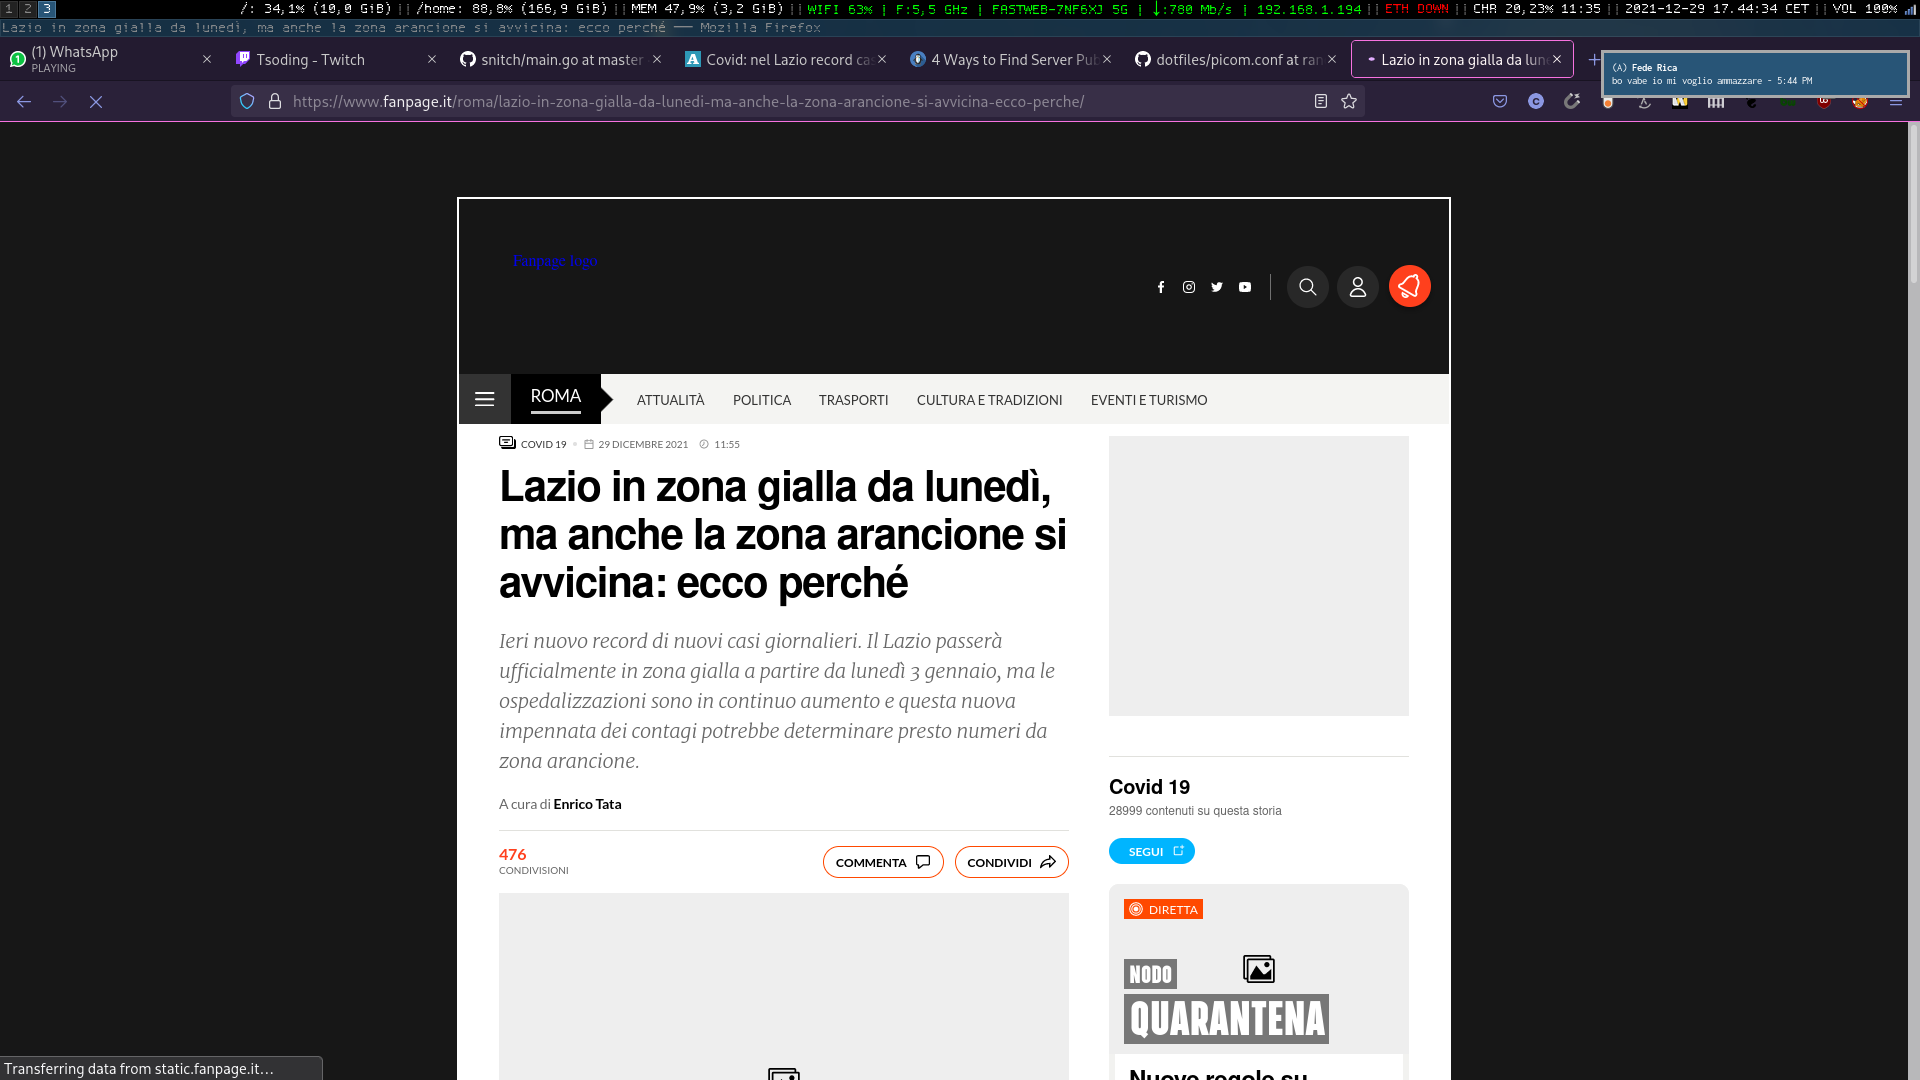 1 2 3 /: 34,1% (10,0 GiB) || /home: 88,8% (166,9 GiB) || MEM 47,9% (3,2 GiB) || WIFI 63% | F:5,5 GHz | FASTWEB-7NF6XJ 5G | ↓:780 Mb/s | 192.168.1.194 || ETH DOWN || CHR 20,23% 11:35 || 2021-12-29 17.44:34 CET || VOL 100%
Lazio in zona gialla da lunedì, ma anche la zona arancione si avvicina: ecco perché — Mozilla Firefox
(1) WhatsApp
PLAYING
Tsoding - Twitch
snitch/main.go at master
Covid: nel Lazio record ca
4 Ways to Find Server Pub
dotfiles/picom.conf at ran
Lazio in zona gialla da lune
(A) Fede Rica
bo vabe io mi voglio ammazzare - 5:44 PM
https://www.fanpage.it/roma/lazio-in-zona-gialla-da-lunedi-ma-anche-la-zona-arancione-si-avvicina-ecco-perche/
Fanpage logo
ROMA
ATTUALITÀ POLITICA TRASPORTI CULTURA E TRADIZIONI EVENTI E TURISMO
COVID 19 29 DICEMBRE 2021 11:55
Lazio in zona gialla da lunedì,
ma anche la zona arancione si
avvicina: ecco perché
Ieri nuovo record di nuovi casi giornalieri. Il Lazio passerà
ufficialmente in zona gialla a partire da lunedì 3 gennaio, ma le
ospedalizzazioni sono in continuo aumento e questa nuova
impennata dei contagi potrebbe determinare presto numeri da
zona arancione.
A cura di Enrico Tata
476
CONDIVISIONI
COMMENTA
CONDIVIDI
Covid 19
28999 contenuti su questa storia
SEGUI
DIRETTA
NODO
QUARANTENA
Nuove regole su
Transferring data from static.fanpage.it…